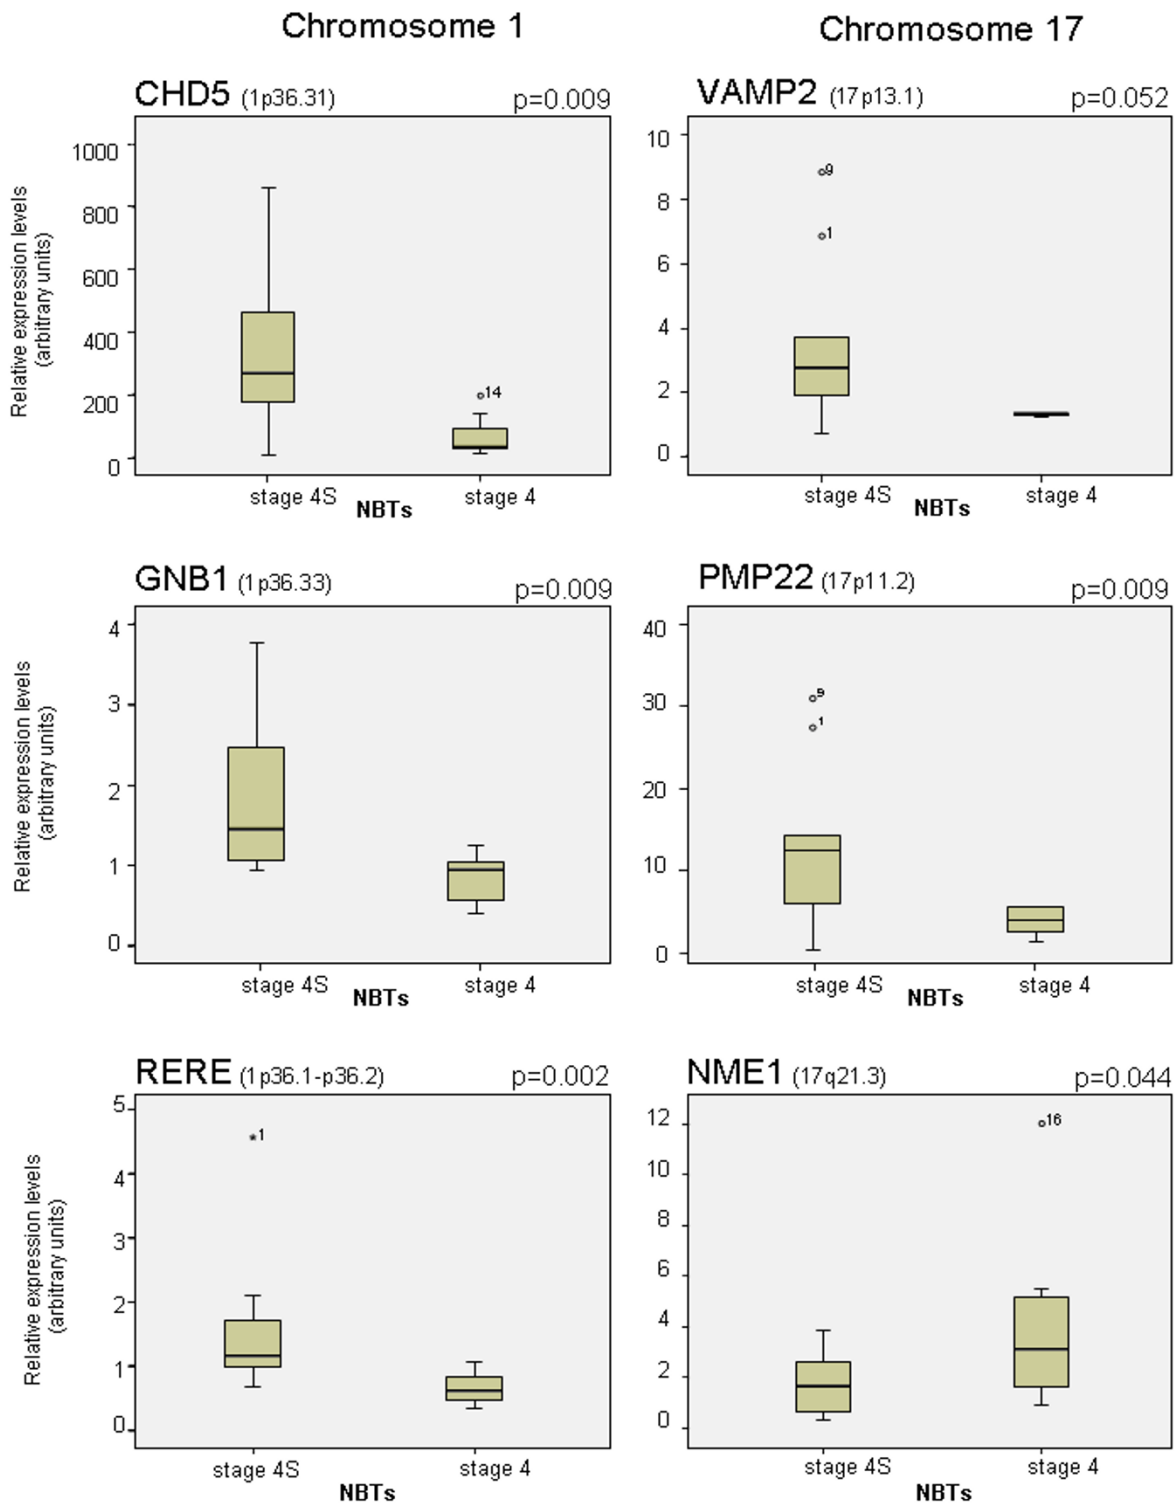 Chromosome 1
Chromosome 17
CHD5 (1p36.31) p=0.009
Relative expression levels
(arbitrary units)
1000
800
600
400
200
0
14
stage 4S
stage 4
NBTs
VAMP2 (17p13.1) p=0.052
10
8
6
4
2
0
9
1
stage 4S
stage 4
NBTs
GNB1 (1p36.33) p=0.009
Relative expression levels
(arbitrary units)
4
3
2
1
0
stage 4S
stage 4
NBTs
PMP22 (17p11.2) p=0.009
40
30
20
10
0
9
1
stage 4S
stage 4
NBTs
RERE (1p36.1-p36.2) p=0.002
Relative expression levels
(arbitrary units)
5
4
3
2
1
0
*1
stage 4S
stage 4
NBTs
NME1 (17q21.3) p=0.044
12
10
8
6
4
2
0
16
stage 4S
stage 4
NBTs